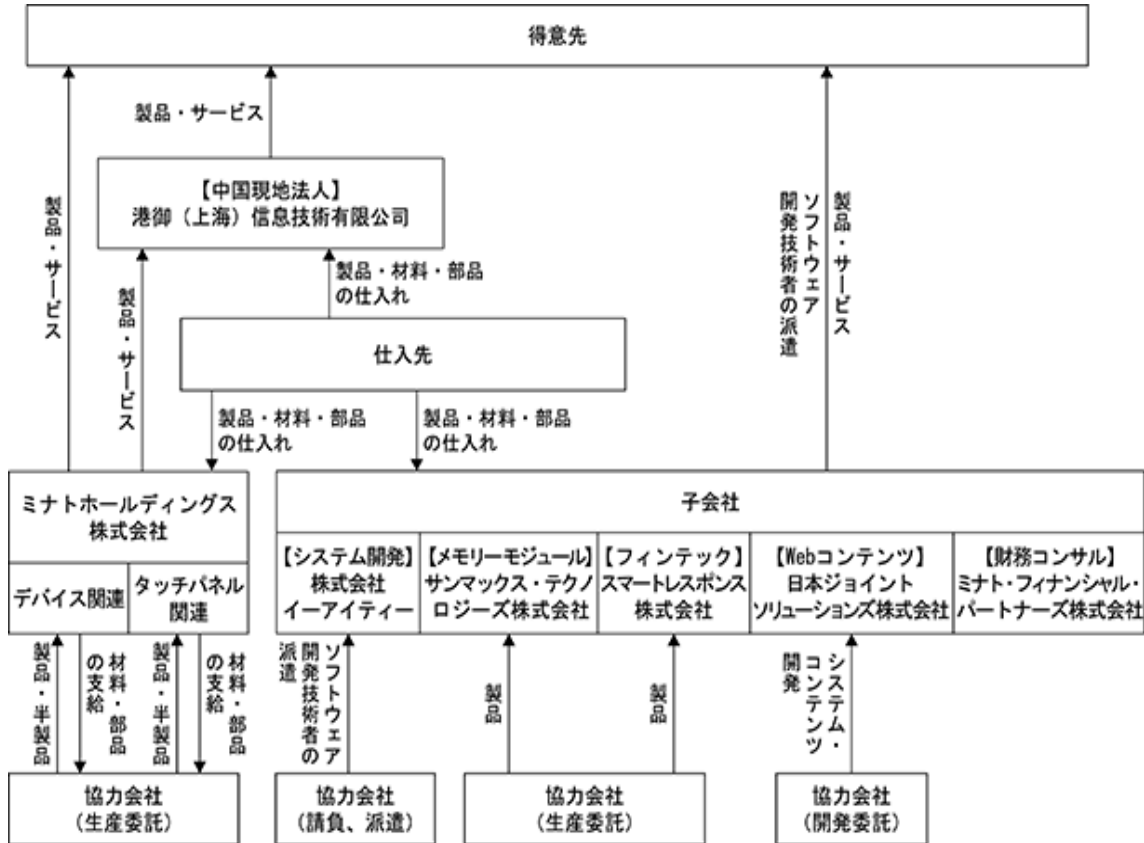 得意先
製品・サービス
【中国現地法人】
港御（上海）信息技術有限公司
製品・サービス
製品・サービス
製品・材料・部品
の仕入れ
製品・サービス
ソフトウェア
開発技術者の派遣
仕入先
製品・材料・部品
の仕入れ
製品・材料・部品
の仕入れ
ミナトホールディングス
株式会社
デバイス関連
タッチパネル
関連
子会社
【システム開発】
株式会社
イーアイティー
【メモリーモジュール】
サンマックス・テクノ
ロジーズ株式会社
【フィンテック】
スマートレスポンス
株式会社
【Webコンテンツ】
日本ジョイント
ソリューションズ株式会社
【財務コンサル】
ミナト・フィナンシャル・
パートナーズ株式会社
製品・半製品
材料・部品
の支給
製品・半製品
材料・部品
の支給
ソフトウェア
開発技術者の
派遣
製品
製品
システム・
コンテンツ
開発
協力会社
（生産委託）
協力会社
（請負、派遣）
協力会社
（生産委託）
協力会社
（開発委託）